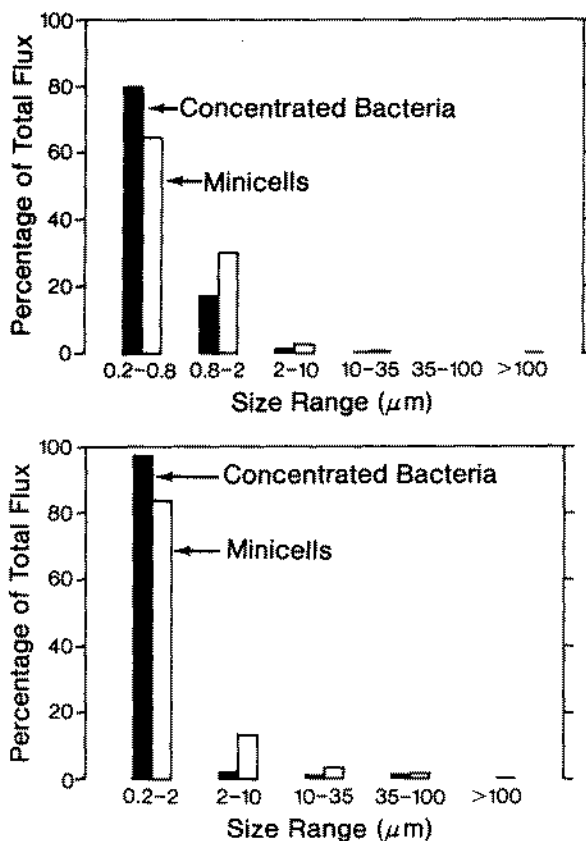 Percentage of Total Flux
100
80
60
40
20
0
Concentrated Bacteria
Minicells
0.2-0.8 0.8-2 2-10 10-35 35-100 >100
Size Range (μm)
Percentage of Total Flux
100
80
60
40
20
0
Concentrated Bacteria
Minicells
0.2-2 2-10 10-35 35-100 >100
Size Range (μm)